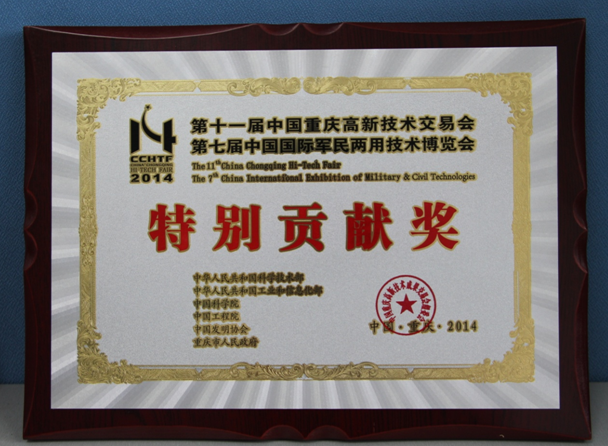 CCHTF
HI-TECH FAIR
2014
第十一届中国重庆高新技术交易会
第七届中国国际军民两用技术博览会
The 11th China Chongqing Hi-Tech Fair
The 7th China International Exhibition of Military & Civil Technologies
特别贡献奖
中华人民共和国科学技术部
中华人民共和国工业和信息化部
中国科学院
中国工程院
中国发明协会
重庆市人民政府
中国·重庆·2014